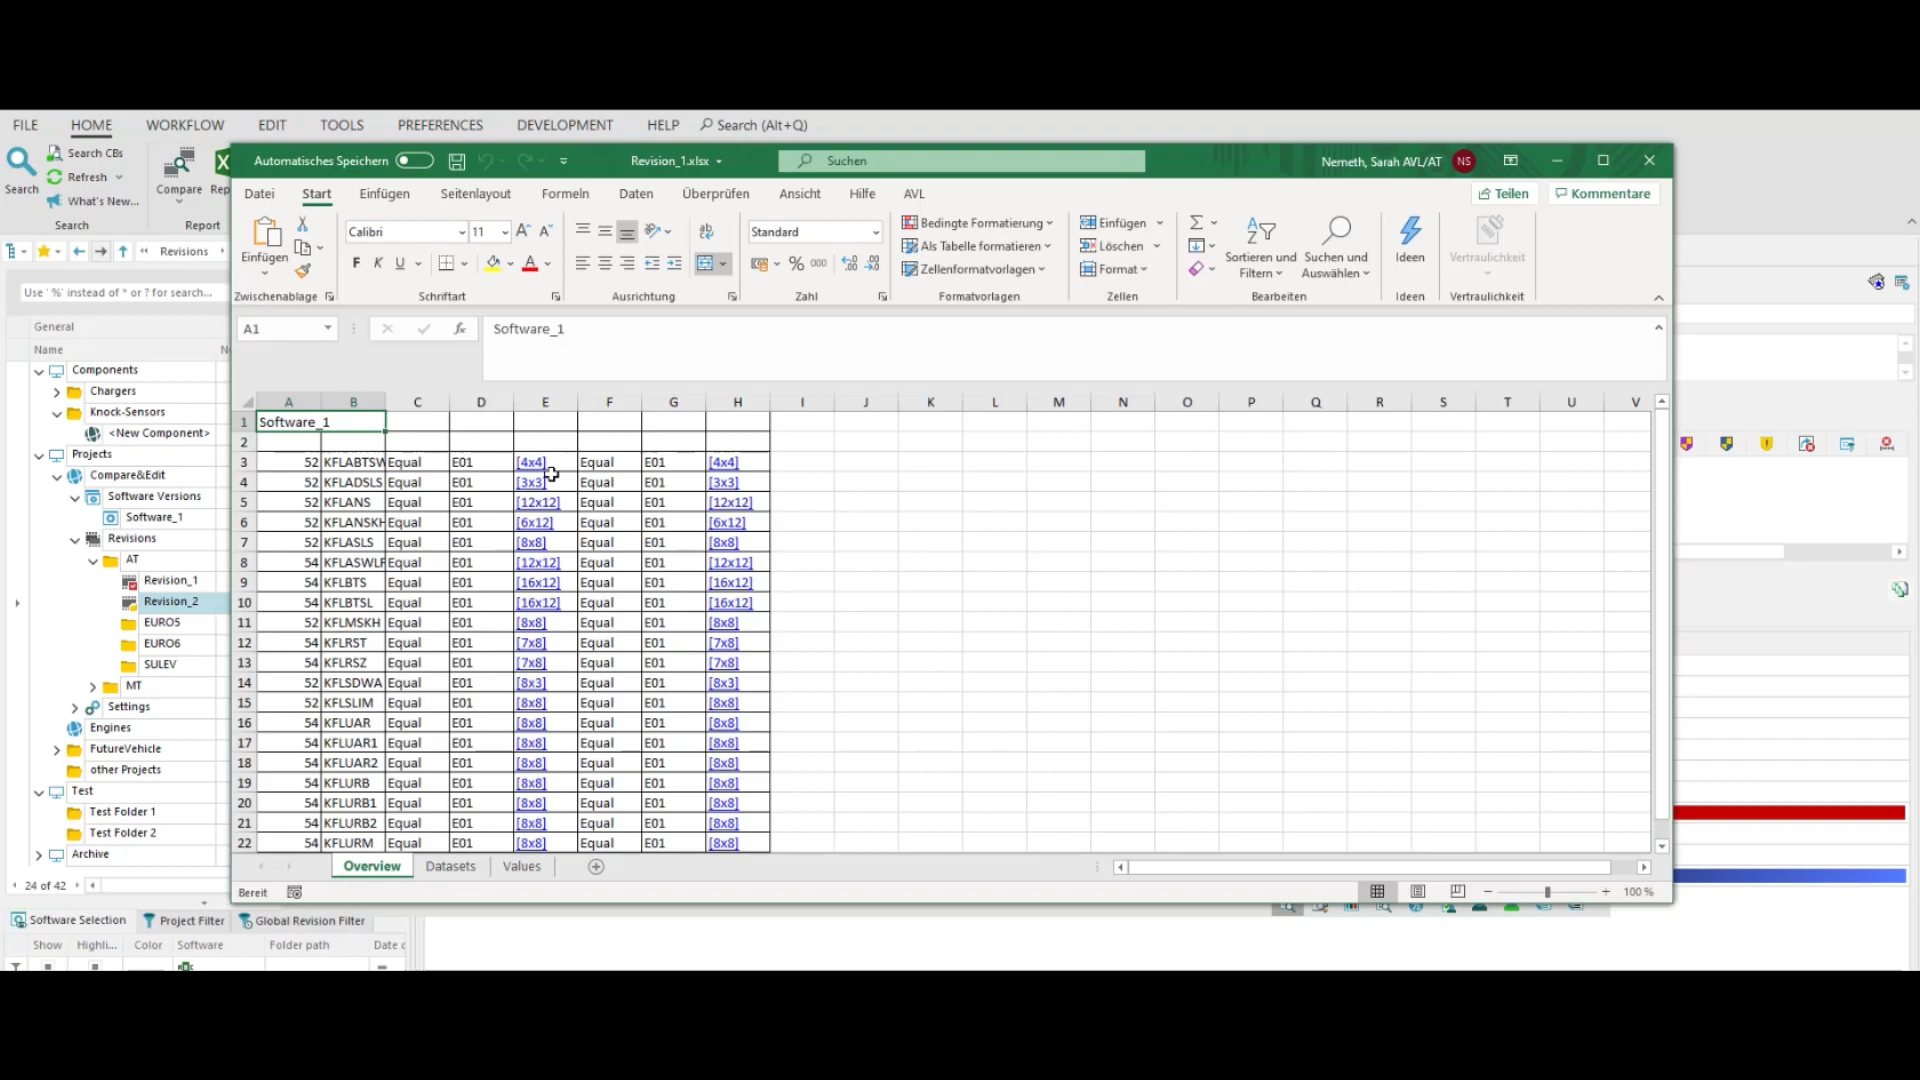 FILE HOME WORKFLOW EDIT TOOLS PREFERENCES DEVELOPMENT HELP Search (Alt+Q)
Search CBs
Refresh
What's New...
Search
Compare
Search
Report
Automatisches Speichern
Revision_1.xlsx
Suchen
Nemeth, Sarah AVL/AT NS
Datei Start Einfügen Seitenlayout Formeln Daten Überprüfen Ansicht Hilfe AVL Teilen Kommentare
Einfügen
Calibri 11
F K U
Standard
% 000
Bedingte Formatierung
Als Tabelle formatieren
Zellenformatvorlagen
Einfügen
Löschen
Format
Sortieren und
Filtern
Suchen und
Auswählen
Ideen
Vertraulichkeit
Zwischenablage Schriftart Ausrichtung Zahl Formatvorlagen Zellen Bearbeiten Ideen Vertraulichkeit
A1 fx Software_1
Revisions
Use '%' instead of * or ? for search...
General
Name
Components
Chargers
Knock-Sensors
<New Component>
Projects
Compare&Edit
Software Versions
Software_1
Revisions
AT
Revision_1
Revision_2
EURO5
EURO6
SULEV
MT
Settings
Engines
FutureVehicle
other Projects
Test
Test Folder 1
Test Folder 2
Archive
24 of 42
A B C D E F G H I J K L M N O P Q R S T U V
1 Software_1
2
3 52 KFLABTSW Equal E01 [4x4] Equal E01 [4x4]
4 52 KFLADSLS Equal E01 [3x3] Equal E01 [3x3]
5 52 KFLANS Equal E01 [12x12] Equal E01 [12x12]
6 52 KFLANSKH Equal E01 [6x12] Equal E01 [6x12]
7 52 KFLASLS Equal E01 [8x8] Equal E01 [8x8]
8 54 KFLASWLF Equal E01 [12x12] Equal E01 [12x12]
9 54 KFLBTS Equal E01 [16x12] Equal E01 [16x12]
10 54 KFLBTSL Equal E01 [16x12] Equal E01 [16x12]
11 52 KFLMSKH Equal E01 [8x8] Equal E01 [8x8]
12 54 KFLRST Equal E01 [7x8] Equal E01 [7x8]
13 54 KFLRSZ Equal E01 [7x8] Equal E01 [7x8]
14 52 KFLSDWA Equal E01 [8x3] Equal E01 [8x3]
15 52 KFLSLIM Equal E01 [8x8] Equal E01 [8x8]
16 54 KFLUAR Equal E01 [8x8] Equal E01 [8x8]
17 54 KFLUAR1 Equal E01 [8x8] Equal E01 [8x8]
18 54 KFLUAR2 Equal E01 [8x8] Equal E01 [8x8]
19 54 KFLURB Equal E01 [8x8] Equal E01 [8x8]
20 54 KFLURB1 Equal E01 [8x8] Equal E01 [8x8]
21 54 KFLURB2 Equal E01 [8x8] Equal E01 [8x8]
22 54 KFLURM Equal E01 [8x8] Equal E01 [8x8]
Overview Datasets Values
Bereit 100 %
Software Selection Project Filter Global Revision Filter
Show Highli... Color Software Folder path Date